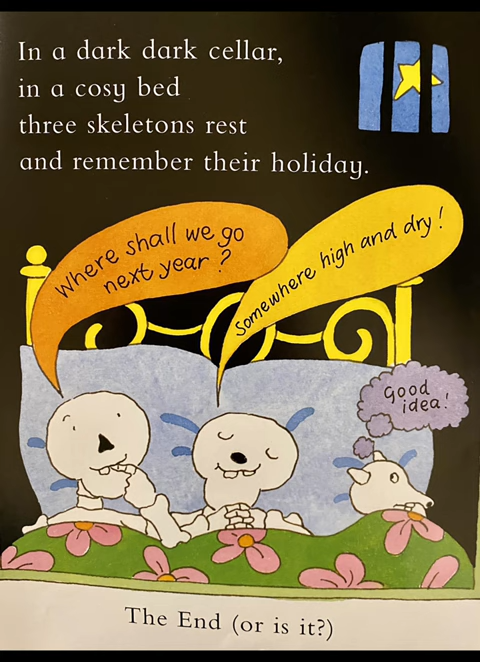 In a dark dark cellar,
in a cosy bed
three skeletons rest
and remember their holiday.
Where shall we go
next year?
Somewhere high and dry!
Good
idea!
The End (or is it?)